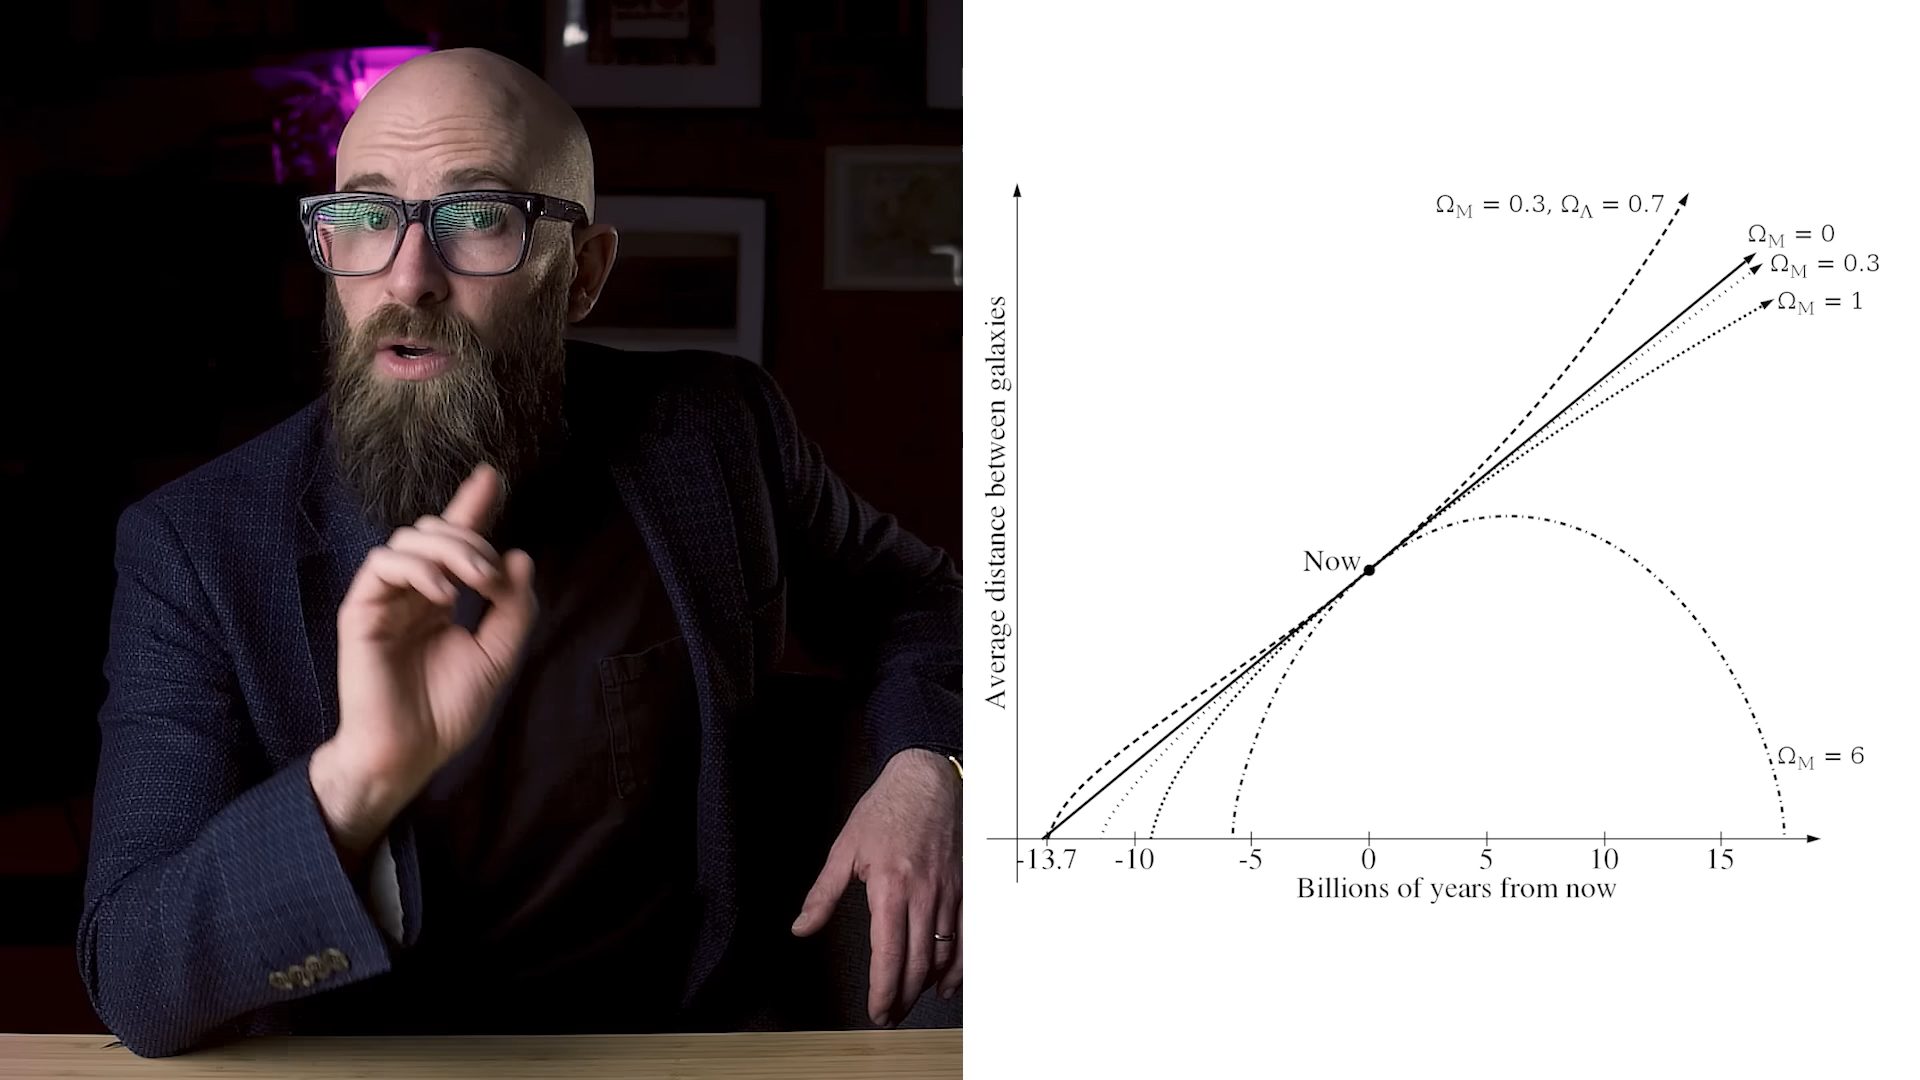 Ω_M = 0.3, Ω_Λ = 0.7
Ω_M = 0
Ω_M = 0.3
Ω_M = 1
Average distance between galaxies
Now
Ω_M = 6
-13.7 -10 -5 0 5 10 15
Billions of years from now